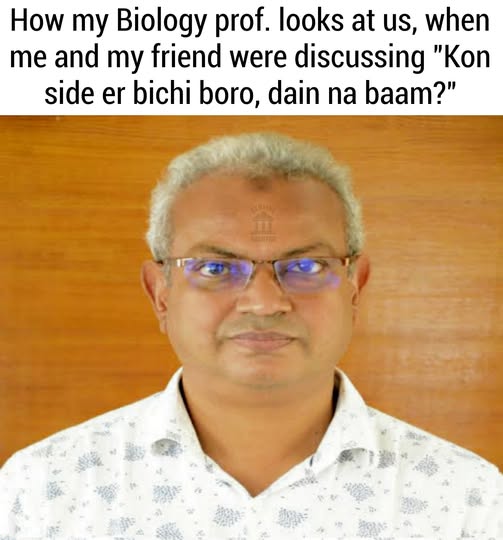 How my Biology prof. looks at us, when
me and my friend were discussing "Kon
side er bichi boro, dain na baam?"